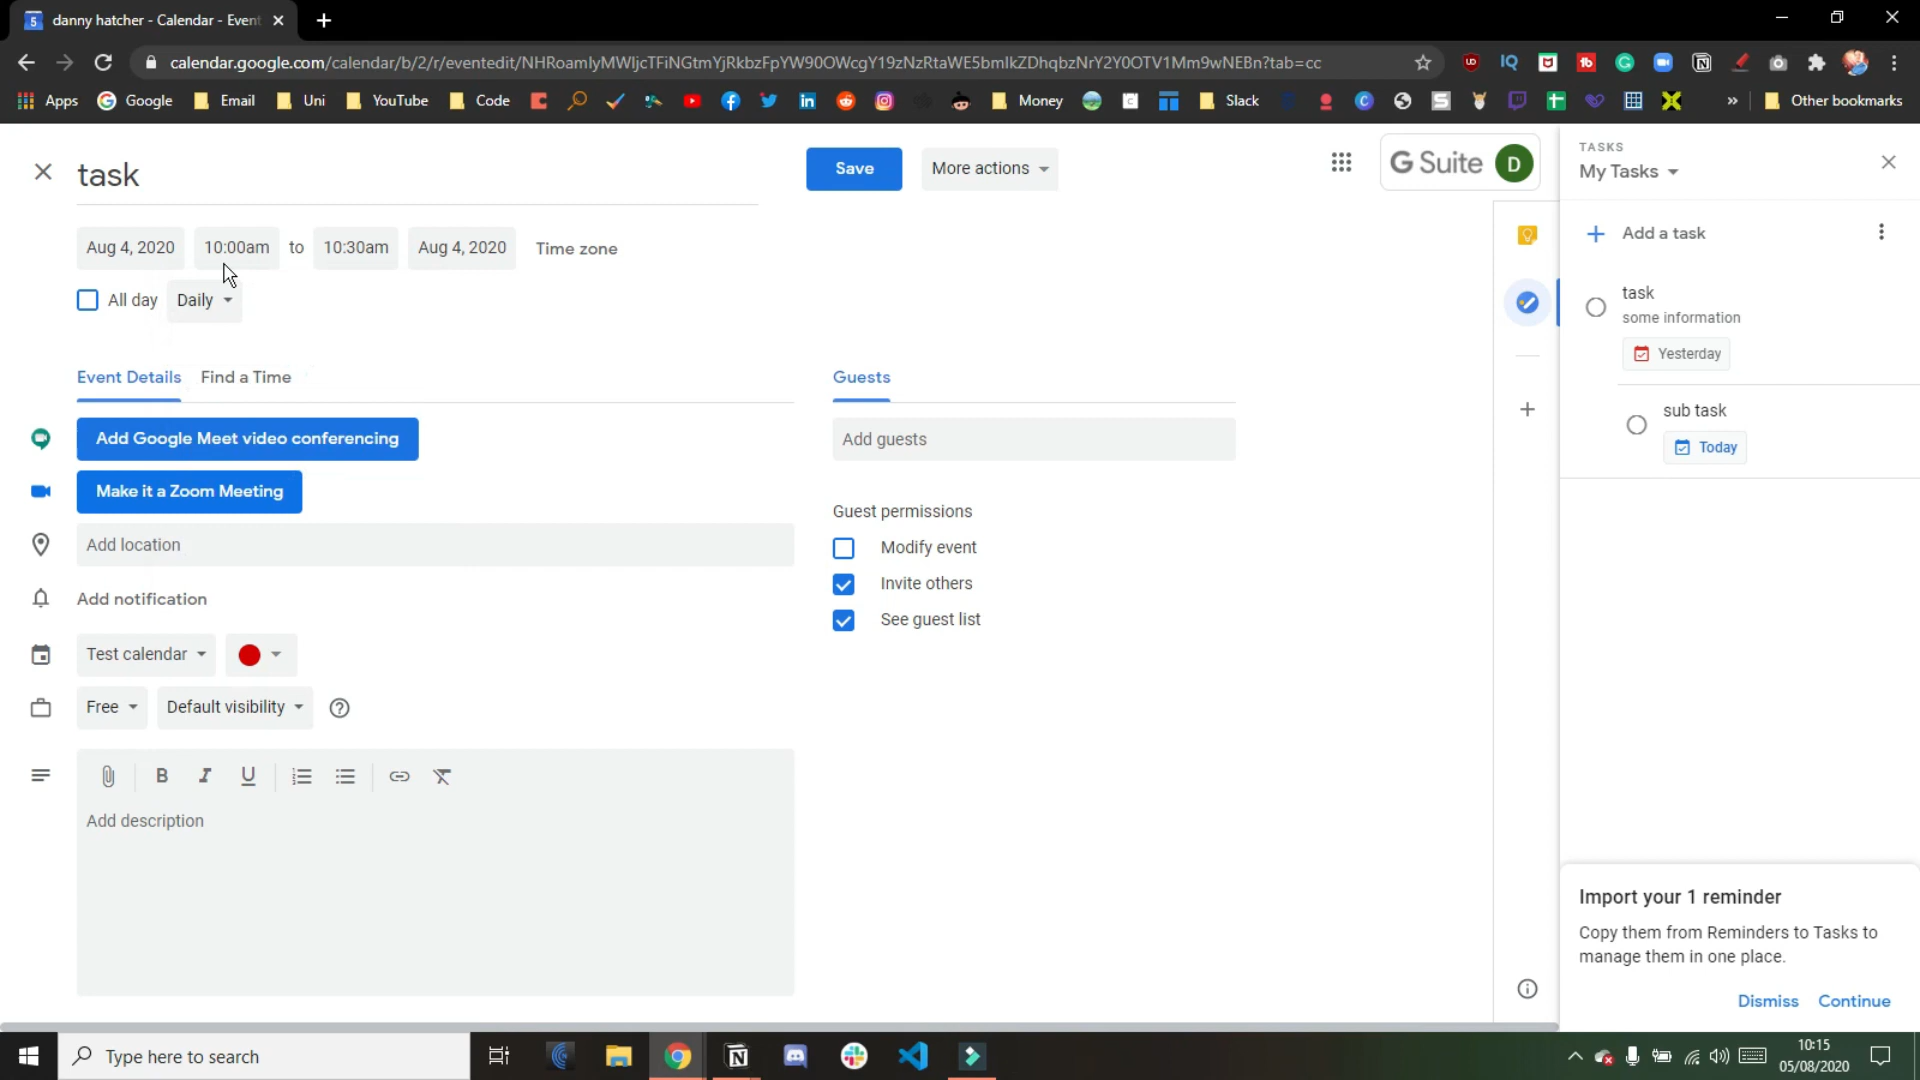 danny hatcher - Calendar - Event
calendar.google.com/calendar/b/2/r/eventedit/NHRoamIyMWIjcTFiNGtmYjRkbzFpYW90OWcgY19zNzRtaWE5bmlkZDhqbzNrY2Y0OTV1Mm9wNEBn?tab=cc
Apps
Google
Email
Uni
YouTube
Code
Money
Slack
»
Other bookmarks
task
Save
More actions
G Suite
D
Aug 4, 2020
10:00am
to
10:30am
Aug 4, 2020
Time zone
All day
Daily
Event Details
Find a Time
Guests
Add Google Meet video conferencing
Add guests
Make it a Zoom Meeting
Add location
Guest permissions
Modify event
Invite others
See guest list
Add notification
Test calendar
Free
Default visibility
B
I
U
Add description
TASKS
My Tasks
Add a task
task
some information
Yesterday
sub task
Today
Import your 1 reminder
Copy them from Reminders to Tasks to
manage them in one place.
Dismiss
Continue
Type here to search
10:15
05/08/2020